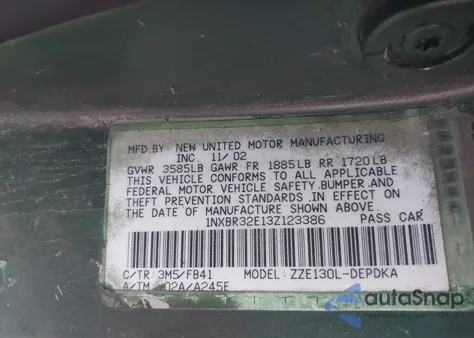 MFD.BY: NEW UNITED MOTOR MANUFACTURING
INC. 11/02
GVWR 3585LB GAWR FR 1885LB RR 1720LB
THIS VEHICLE CONFORMS TO ALL APPLICABLE
FEDERAL MOTOR VEHICLE SAFETY, BUMPER, AND
THEFT PREVENTION STANDARDS IN EFFECT ON
THE DATE OF MANUFACTURE SHOWN ABOVE.
1NXBR32E13Z123386 PASS CAR
C/TR: 3M5/FB41 MODEL: ZZE130L-DEPDKA
A/TM 02A/A245E
autoSnap